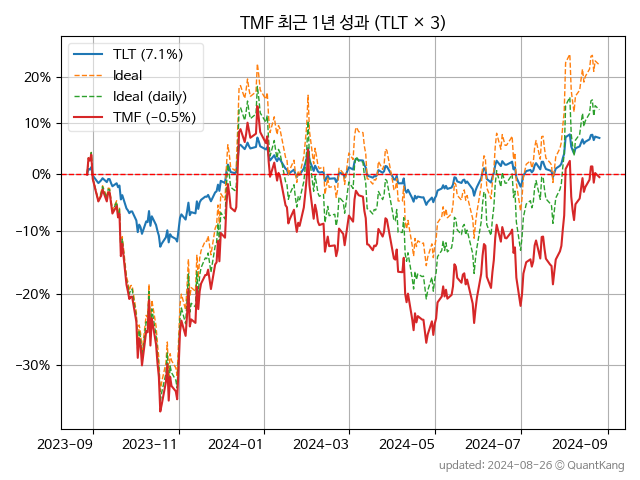 TMF 최근 1년 성과 (TLT × 3)
TLT (7.1%)
Ideal
Ideal (daily)
TMF (−0.5%)
20%
10%
0%
−10%
−20%
−30%
2023-09 2023-11 2024-01 2024-03 2024-05 2024-07 2024-09
updated: 2024-08-26 © QuantKang